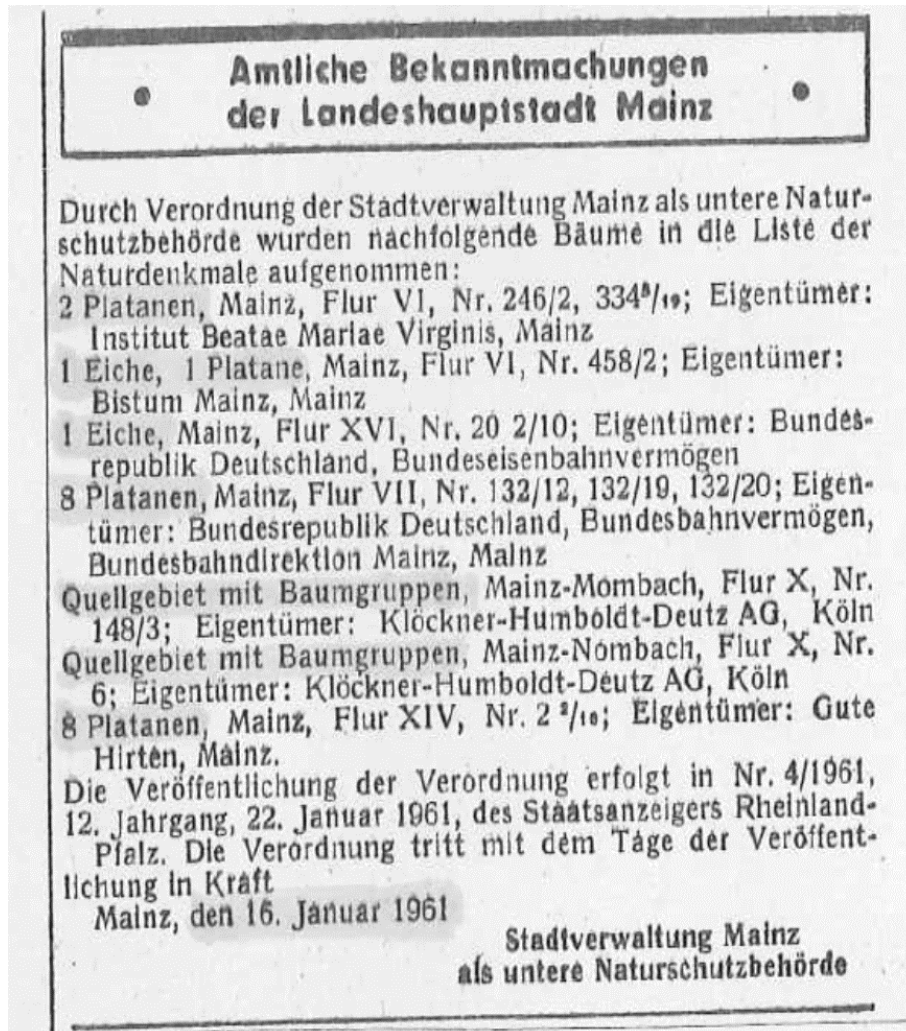 Amtliche Bekanntmachungen
der Landeshauptstadt Mainz
Durch Verordnung der Stadtverwaltung Mainz als untere Natur-
schutzbehörde wurden nachfolgende Bäume in die Liste der
Naturdenkmale aufgenommen:
2 Platanen, Mainz, Flur VI, Nr. 246/2, Eigentümer:
Institut Beatae Mariae Virginis, Mainz
1 Eiche, 1 Platane, Mainz, Flur VI, Nr. 458/2; Eigentümer:
Bistum Mainz, Mainz
1 Eiche, Mainz, Flur XVI, Nr. 20 2/10; Eigentümer: Bundes-
republik Deutschland, Bundeseisenbahnvermögen
8 Platanen, Mainz, Flur VII, Nr. 132/12, 132/19, 132/20; Eigen-
tümer: Bundesrepublik Deutschland, Bundesbahnvermögen,
Bundesbahndirektion Mainz, Mainz
Quellgebiet mit Baumgruppen, Mainz-Mombach, Flur X, Nr.
148/3; Eigentümer: Klöckner-Humboldt-Deutz AG, Köln
Quellgebiet mit Baumgruppen, Mainz-Nombach, Flur X, Nr.
6; Eigentümer: Klöckner-Humboldt-Deutz AG, Köln
8 Platanen, Mainz, Flur XIV, Nr. 2 Eigentümer: Gute
Hirten, Mainz.
Die Veröffentlichung der Verordnung erfolgt in Nr. 4/1961,
12. Jahrgang, 22. Januar 1961, des Staatsanzeigers Rheinland-
Pfalz. Die Verordnung tritt mit dem Tage der Veröffent-
lichung in Kraft
Mainz, den 16. Januar 1961
Stadtverwaltung Mainz
als untere Naturschutzbehörde